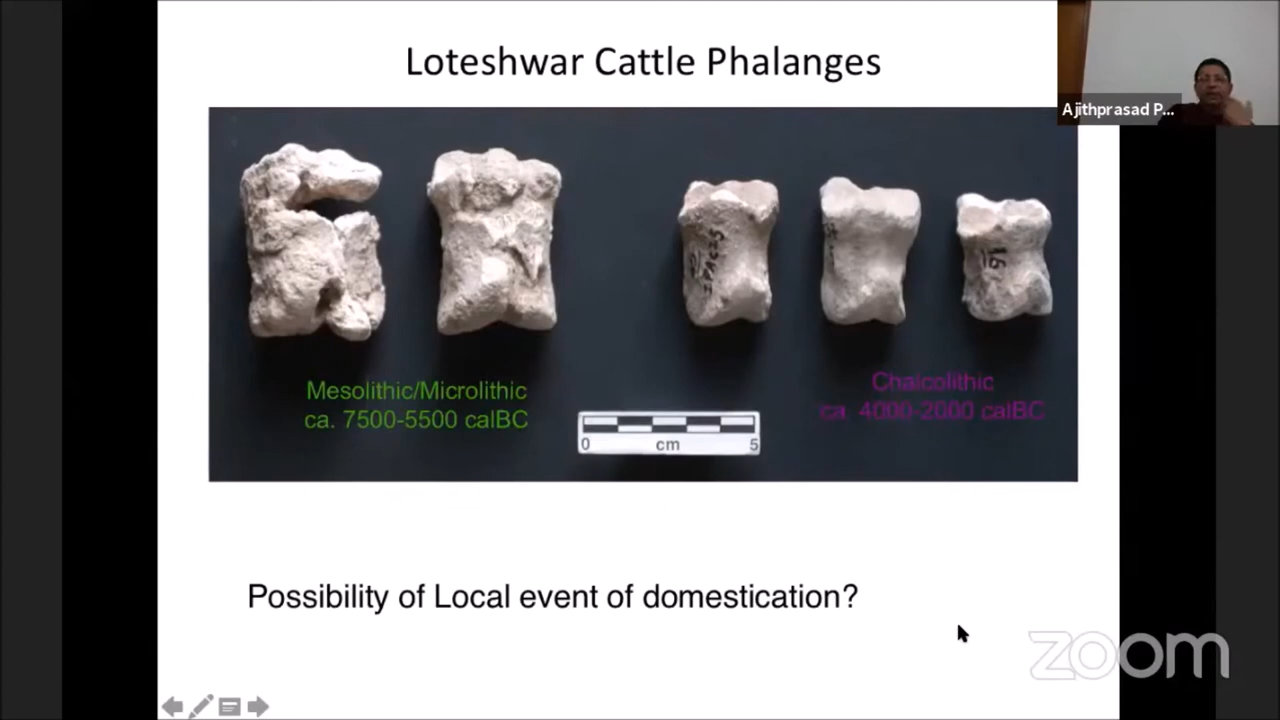 Loteshwar Cattle Phalanges
Ajithprasad P...
Mesolithic/Microlithic
ca. 7500-5500 calBC
Chalcolithic
ca. 4000-2000 calBC
0 cm 5
Possibility of Local event of domestication?
zoom